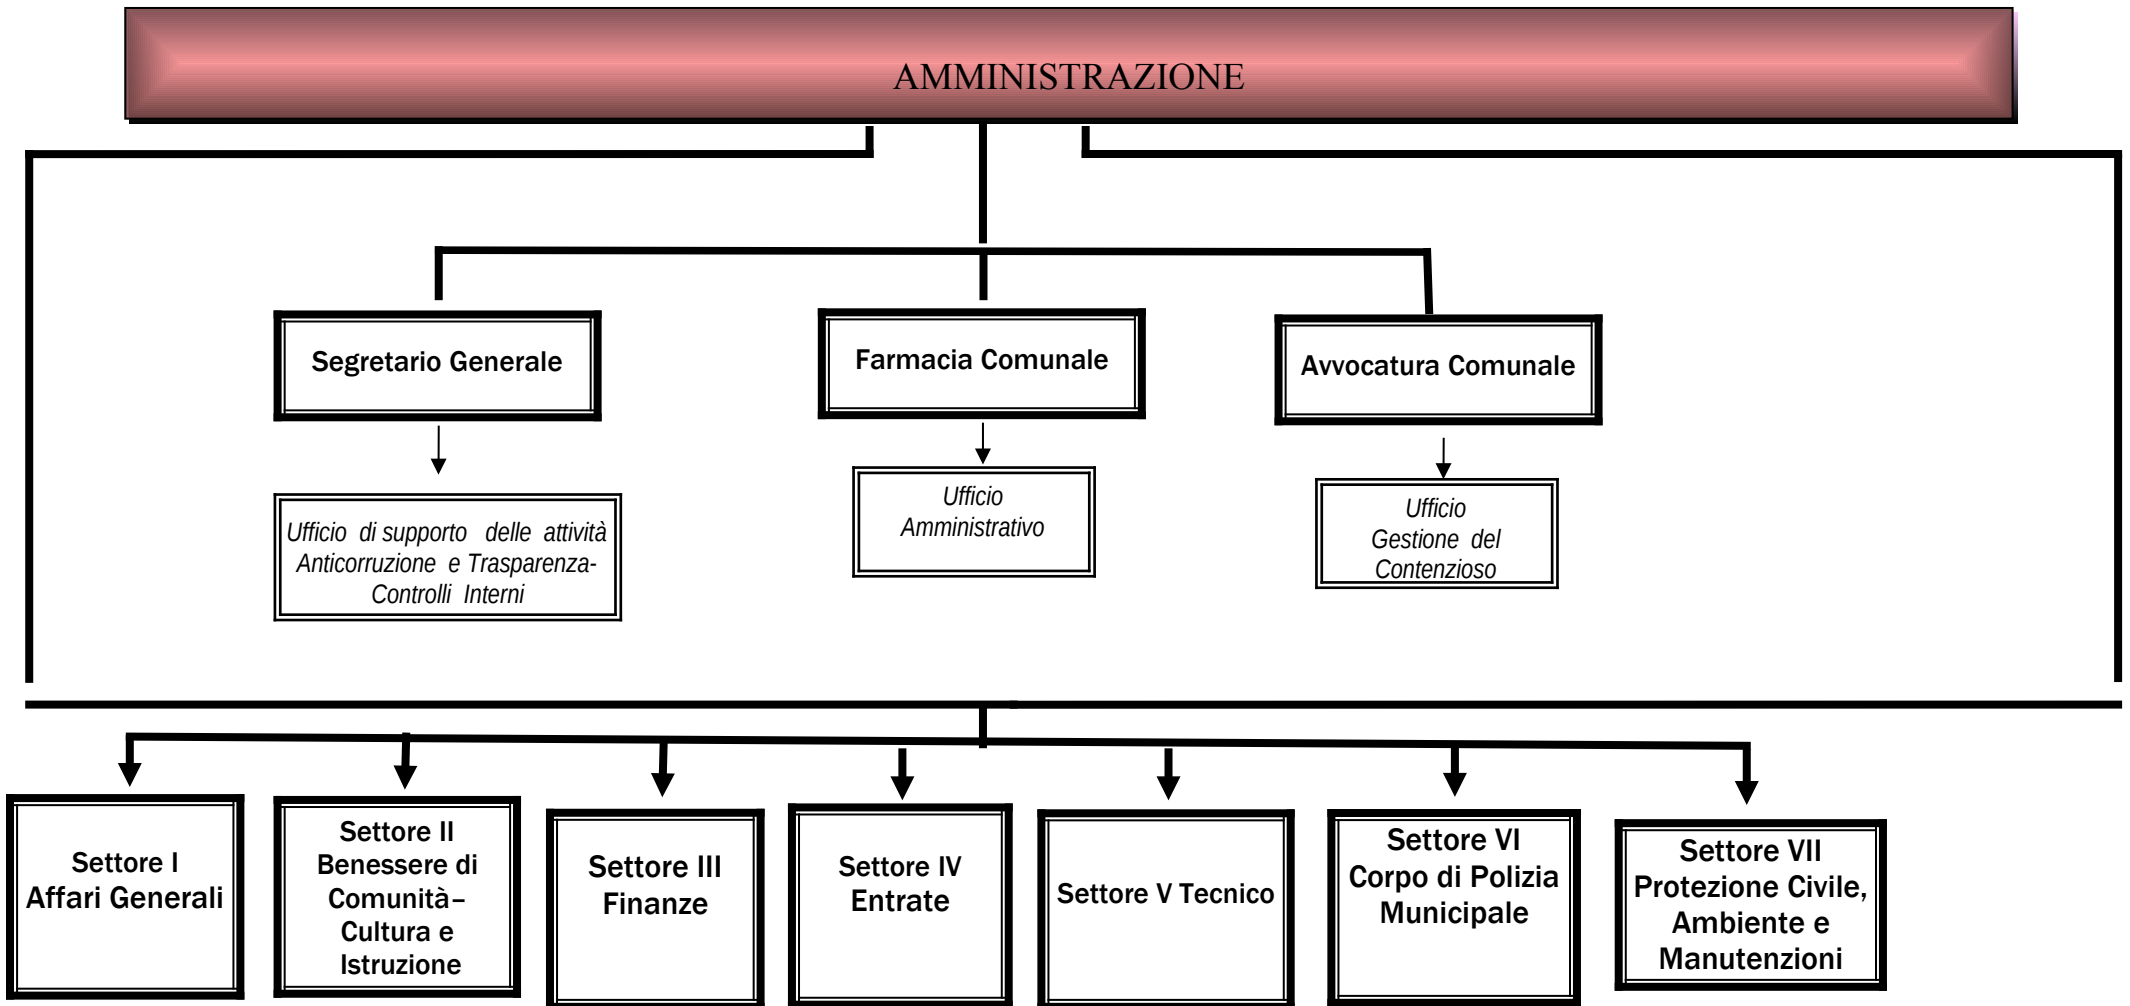 AMMINISTRAZIONE
Segretario Generale
Farmacia Comunale
Avvocatura Comunale
Ufficio di supporto delle attività
Anticorruzione e Trasparenza-
Controlli Interni
Ufficio
Amministrativo
Ufficio
Gestione del
Contenzioso
Settore I
Affari Generali
Settore II
Benessere di
Comunità–
Cultura e
Istruzione
Settore III
Finanze
Settore IV
Entrate
Settore V Tecnico
Settore VI
Corpo di Polizia
Municipale
Settore VII
Protezione Civile,
Ambiente e
Manutenzioni